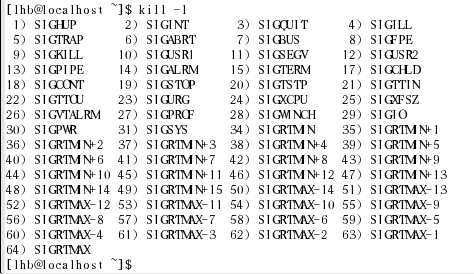 [lhb@localhost ~]$ kill -l
1) SIGHUP 2) SIGINT 3) SIGQUIT 4) SIGILL
5) SIGTRAP 6) SIGABRT 7) SIGBUS 8) SIGFPE
9) SIGKILL 10) SIGUSR1 11) SIGSEGV 12) SIGUSR2
13) SIGPIPE 14) SIGALRM 15) SIGTERM 17) SIGCHLD
18) SIGCONT 19) SIGSTOP 20) SIGTSTP 21) SIGTTIN
22) SIGTTOU 23) SIGURG 24) SIGXCPU 25) SIGXFSZ
26) SIGVTALRM 27) SIGPROF 28) SIGWINCH 29) SIGIO
30) SIGPWR 31) SIGSYS 34) SIGRTMIN 35) SIGRTMIN+1
36) SIGRTMIN+2 37) SIGRTMIN+3 38) SIGRTMIN+4 39) SIGRTMIN+5
40) SIGRTMIN+6 41) SIGRTMIN+7 42) SIGRTMIN+8 43) SIGRTMIN+9
44) SIGRTMIN+10 45) SIGRTMIN+11 46) SIGRTMIN+12 47) SIGRTMIN+13
48) SIGRTMIN+14 49) SIGRTMIN+15 50) SIGRTMAX-14 51) SIGRTMAX-13
52) SIGRTMAX-12 53) SIGRTMAX-11 54) SIGRTMAX-10 55) SIGRTMAX-9
56) SIGRTMAX-8 57) SIGRTMAX-7 58) SIGRTMAX-6 59) SIGRTMAX-5
60) SIGRTMAX-4 61) SIGRTMAX-3 62) SIGRTMAX-2 63) SIGRTMAX-1
64) SIGRTMAX
[lhb@localhost ~]$